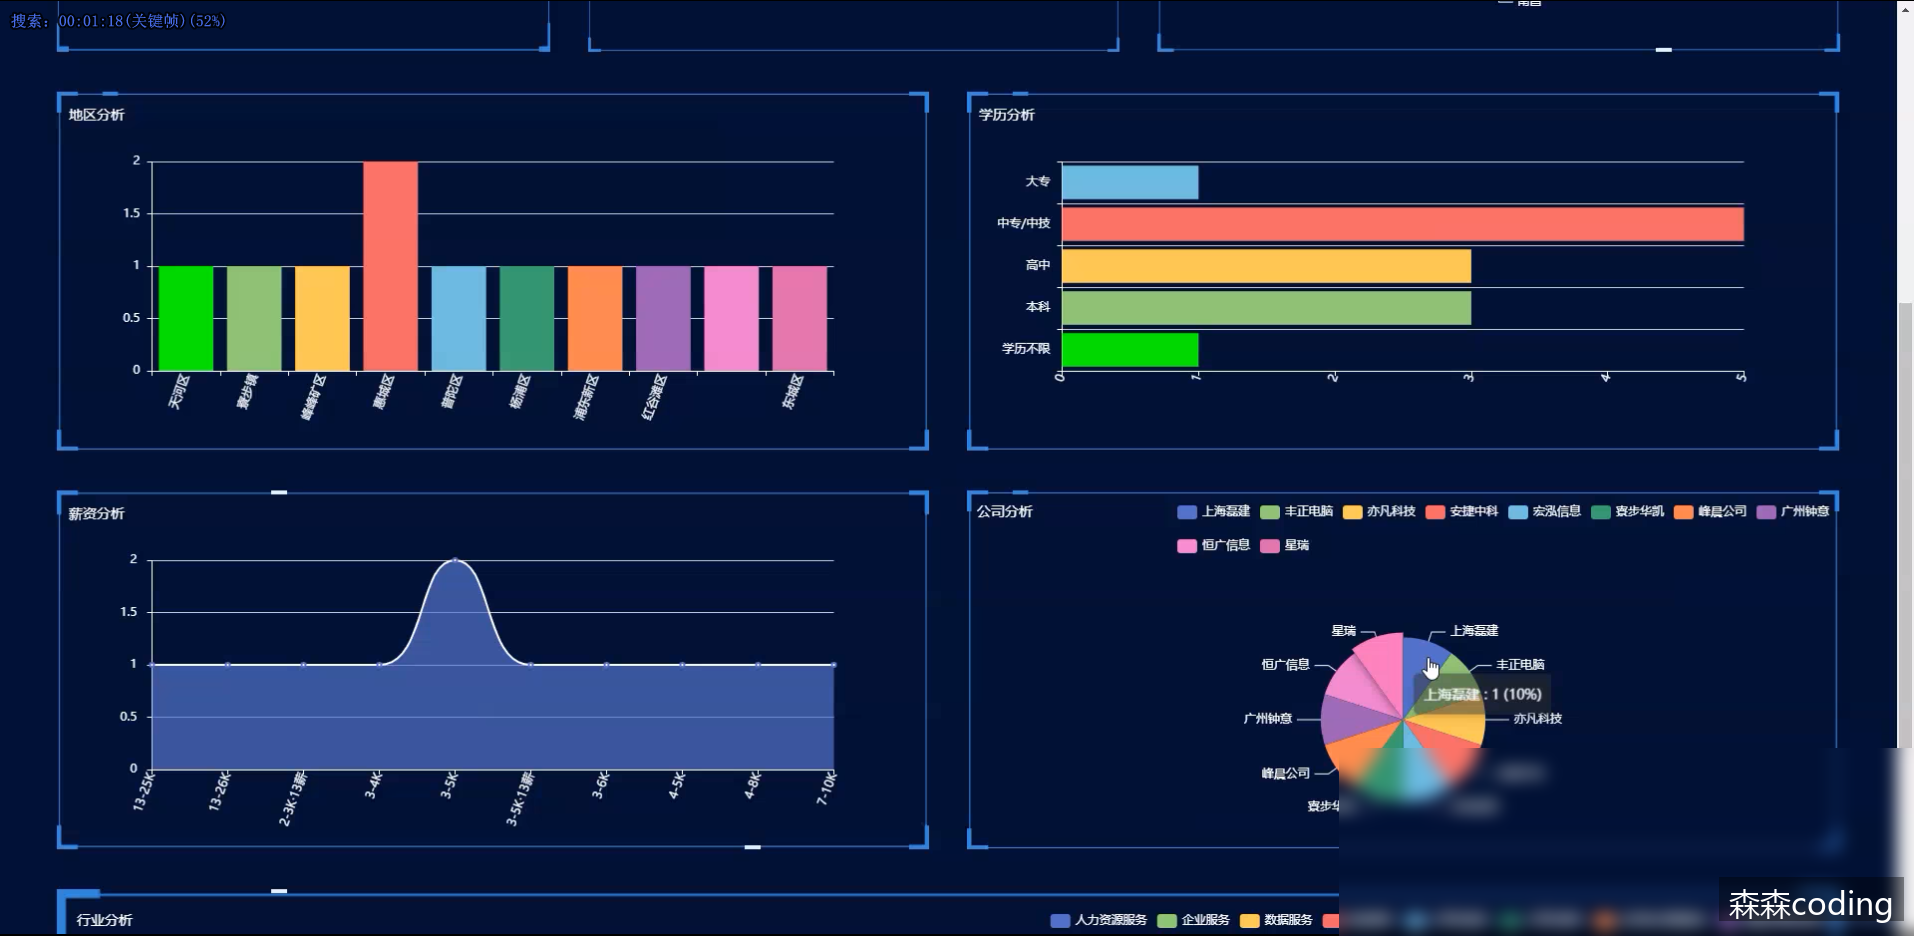 搜索：00:01:18(关键帧)(52%)
南昌
地区分析
2
1.5
1
0.5
0
天河区
寮步镇
峰峰矿区
惠城区
普陀区
杨浦区
浦东新区
红谷滩区
东城区
学历分析
大专
中专/中技
高中
本科
学历不限
0
1
2
3
4
5
薪资分析
2
1.5
1
0.5
0
13-25K
13-26K
2-3K·13薪
3-4K
3-5K
3-5K·13薪
3-6K
4-5K
4-8K
7-10K
公司分析
上海磊建 丰正电脑 亦凡科技 安捷中科 宏泓信息 寮步华凯 峰晨公司 广州钟意
恒广信息 星瑞
星瑞 上海磊建
恒广信息 丰正电脑
上海磊建 : 1 (10%)
广州钟意 亦凡科技
峰晨公司
寮步华
行业分析
人力资源服务 企业服务 数据服务
森森coding